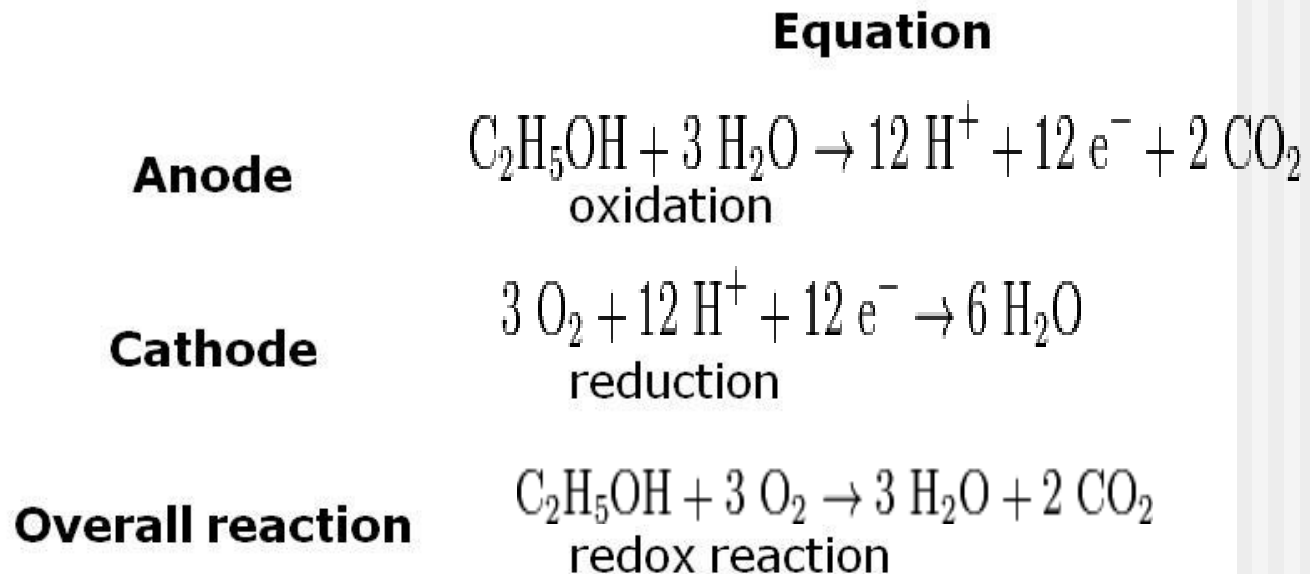 Equation
Anode
C₂H₅OH + 3 H₂O → 12 H⁺ + 12 e⁻ + 2 CO₂
oxidation
Cathode
3 O₂ + 12 H⁺ + 12 e⁻ → 6 H₂O
reduction
Overall reaction
C₂H₅OH + 3 O₂ → 3 H₂O + 2 CO₂
redox reaction